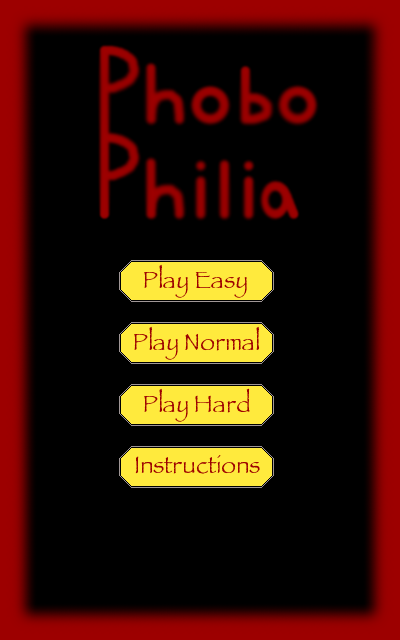 Phobo
Philia
Play Easy
Play Normal
Play Hard
Instructions